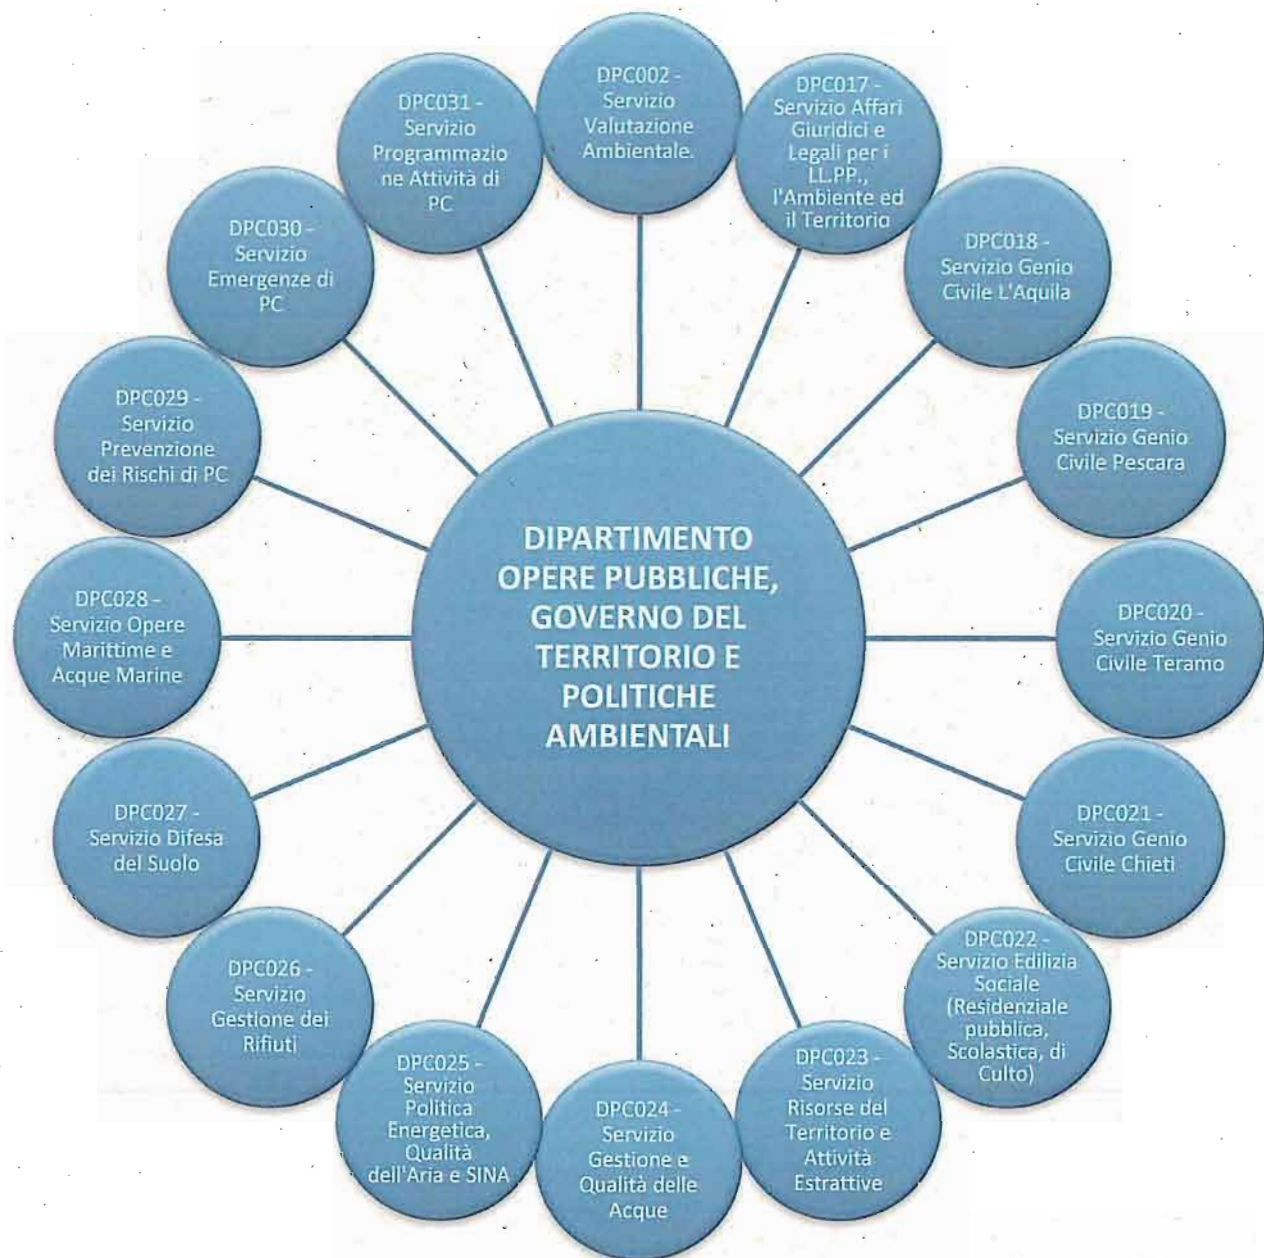 DPC002 -
Servizio
Valutazione
Ambientale.
DPC017 -
Servizio Affari
Giuridici e
Legali per i
LL.PP.,
l'Ambiente ed
il Territorio
DPC018 -
Servizio Genio
Civile L'Aquila
DPC019 -
Servizio Genio
Civile Pescara
DPC020 -
Servizio Genio
Civile Teramo
DPC021 -
Servizio Genio
Civile Chieti
DPC022 -
Servizio Edilizia
Sociale
(Residenziale
pubblica,
Scolastica, di
Culto)
DPC023 -
Servizio
Risorse del
Territorio e
Attività
Estrattive
DPC024 -
Servizio
Gestione e
Qualità delle
Acque
DPC025 -
Servizio
Politica
Energetica,
Qualità
dell'Aria e SINA
DPC026 -
Servizio
Gestione dei
Rifiuti
DPC027 -
Servizio Difesa
del Suolo
DPC028 -
Servizio Opere
Marittime e
Acque Marine
DPC029 -
Servizio
Prevenzione
dei Rischi di PC
DPC030 -
Servizio
Emergenze di
PC
DPC031 -
Servizio
Programmazio
ne Attività di
PC
DIPARTIMENTO
OPERE PUBBLICHE,
GOVERNO DEL
TERRITORIO E
POLITICHE
AMBIENTALI